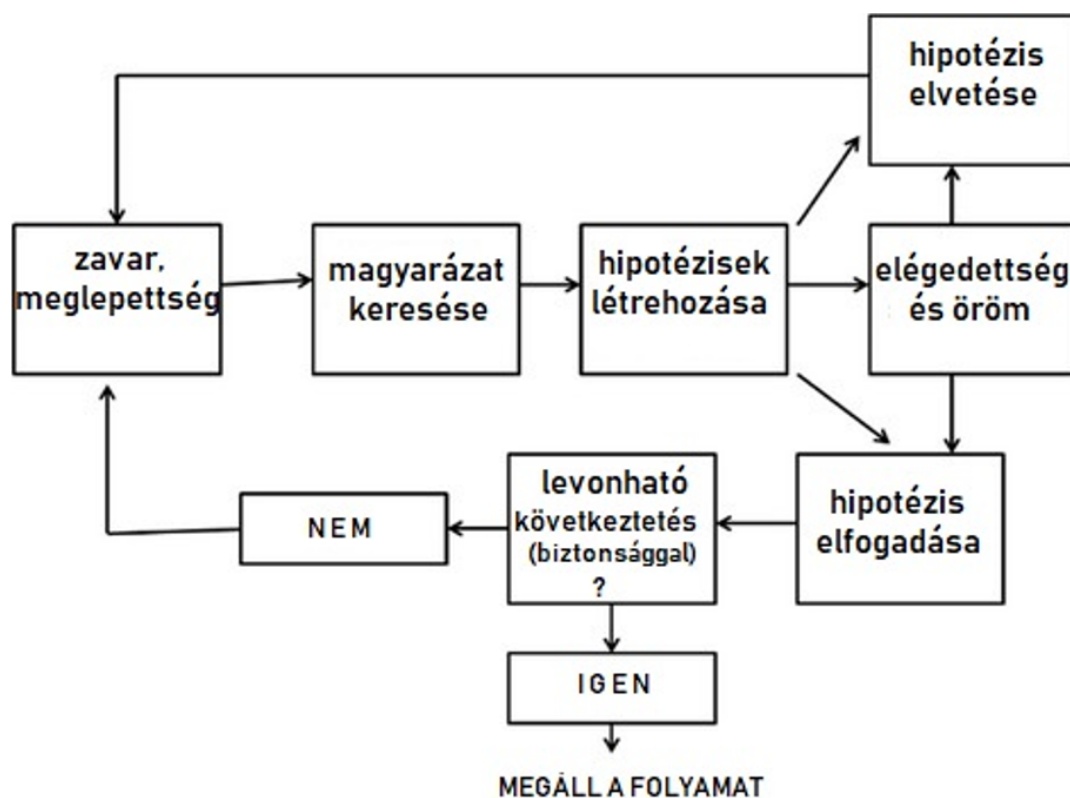 hipotézis
elvetése
zavar,
meglepettség
magyarázat
keresése
hipotézisek
létrehozása
elégedettség
és öröm
hipotézis
elfogadása
levonható
következtetés
(biztonsággal)
?
NEM
IGEN
MEGÁLL A FOLYAMAT